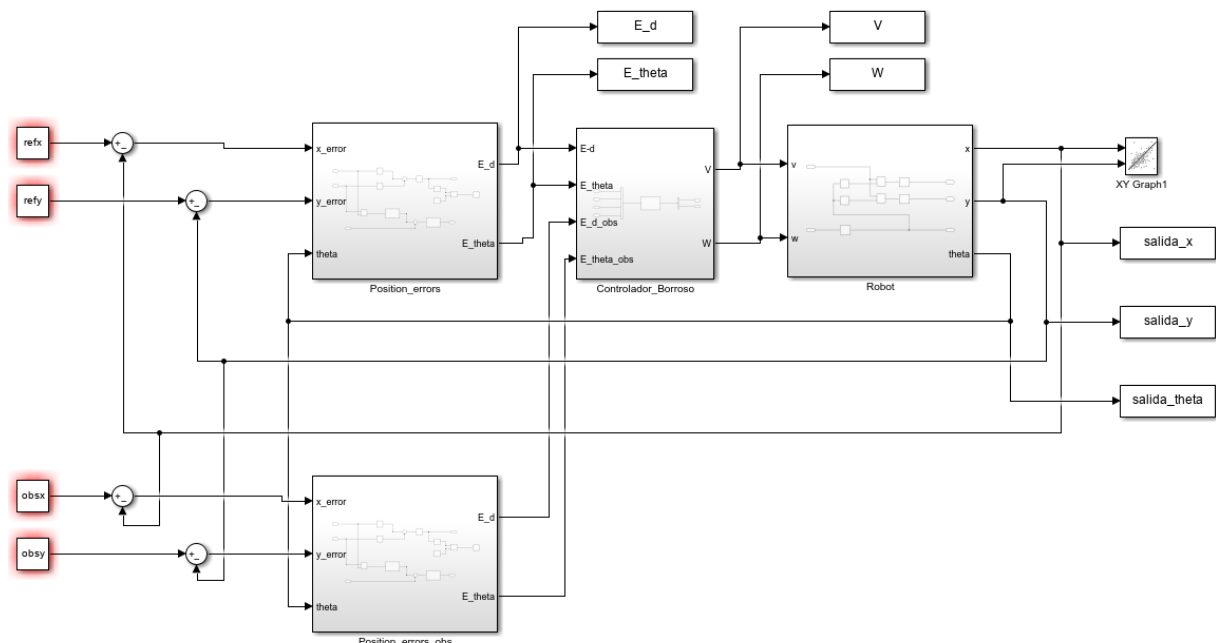 E_d
V
E_theta
W
refx
+
_
x_error
E_d
E-d
V
v
x
XY Graph1
refy
+
_
y_error
E_theta
E_d_obs
y
theta
E_theta
E_theta_obs
W
w
theta
salida_x
Position_errors
Controlador_Borroso
Robot
salida_y
salida_theta
obsx
+
_
x_error
E_d
obsy
+
_
y_error
theta
E_theta
Position_errors_obs